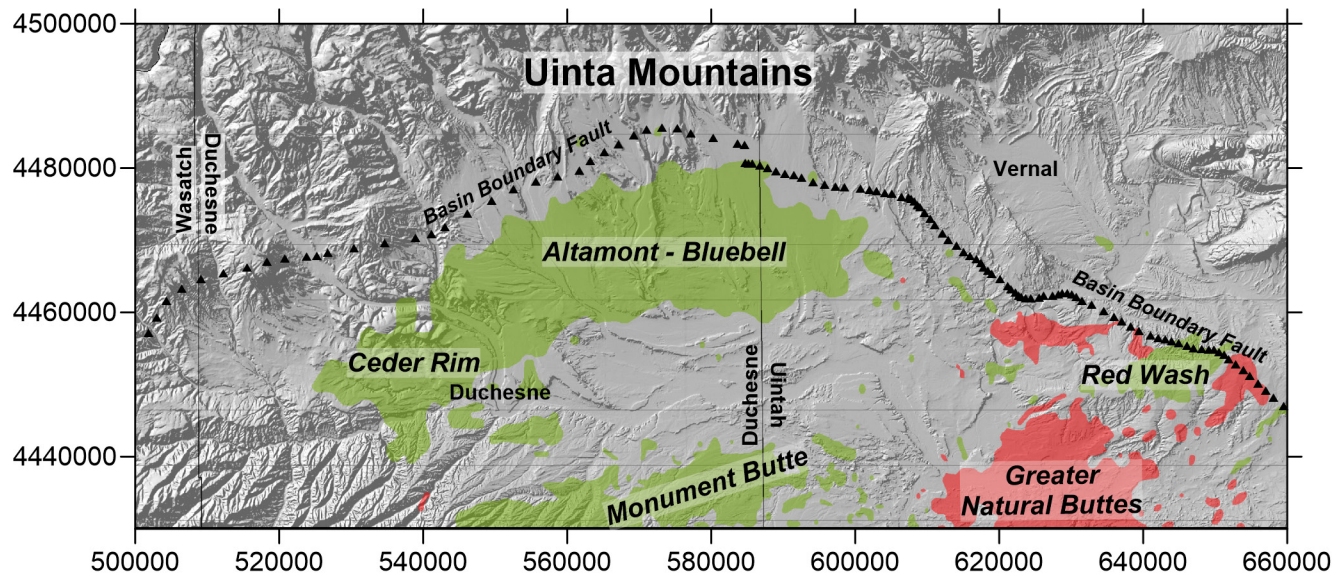 4500000
Uinta Mountains
Basin Boundary Fault
4480000
Wasatch
Duchesne
Vernal
Altamont - Bluebell
4460000
Basin Boundary Fault
Ceder Rim
Duchesne
Duchesne
Uintah
Red Wash
4440000
Monument Butte
Greater
Natural Buttes
500000 520000 540000 560000 580000 600000 620000 640000 660000